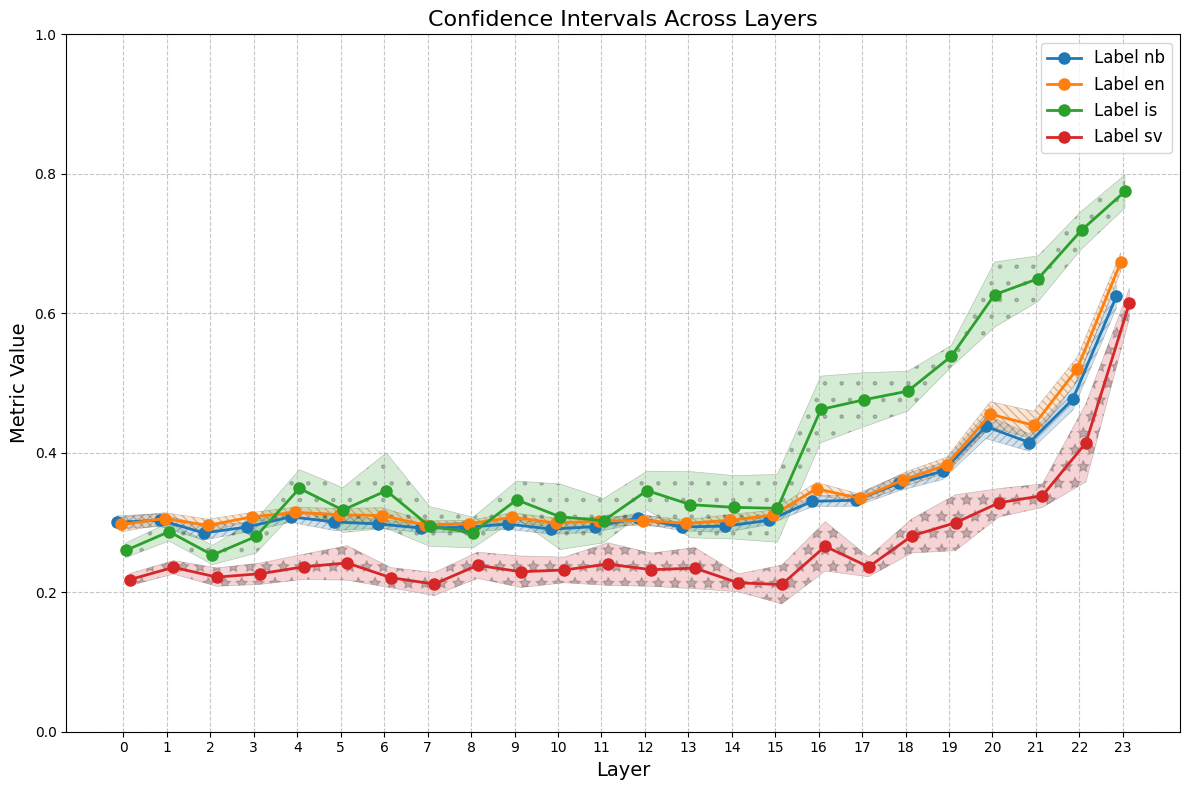 Confidence Intervals Across Layers
Label nb
Label en
Label is
Label sv
Metric Value
1.0
0.8
0.6
0.4
0.2
0.0
0 1 2 3 4 5 6 7 8 9 10 11 12 13 14 15 16 17 18 19 20 21 22 23
Layer